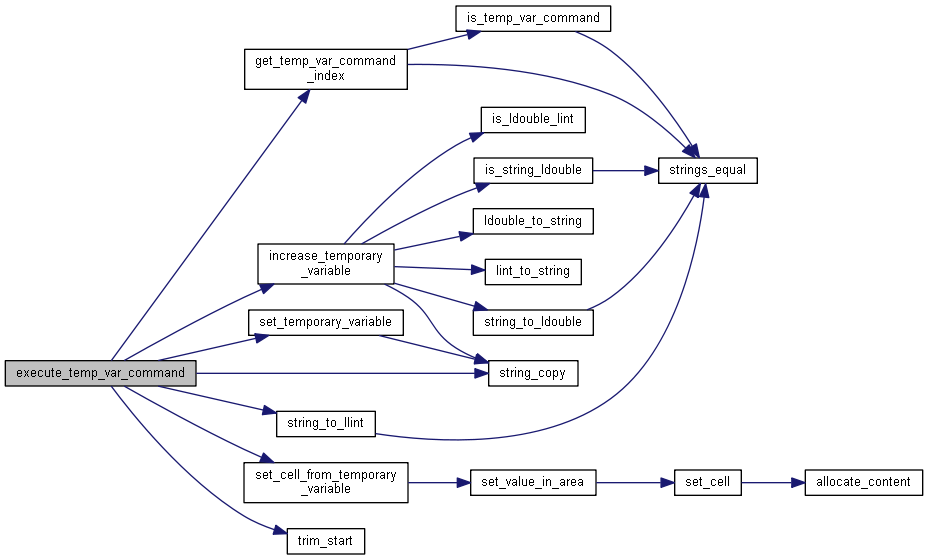 is_temp_var_command
get_temp_var_command
_index
is_ldouble_lint
is_string_ldouble
strings_equal
ldouble_to_string
increase_temporary
_variable
lint_to_string
set_temporary_variable
string_to_ldouble
execute_temp_var_command
string_copy
string_to_llint
set_cell_from_temporary
_variable
set_value_in_area
set_cell
allocate_content
trim_start